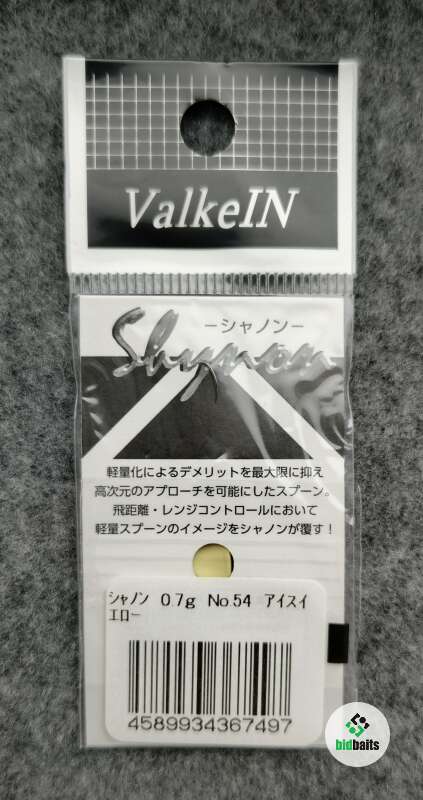 ValkeIN
－シャノン－
Shynon
軽量化によるデメリットを最大限に抑え
高次元のアプローチを可能にしたスプーン。
飛距離・レンジコントロールにおいて
軽量スプーンのイメージをシャノンが覆す！
シャノン 0.7g No.54 アイスイ
エロー
4589934367497
bidbaits